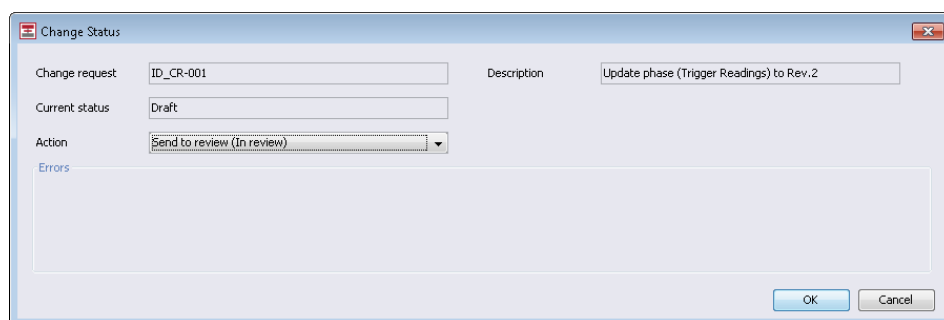 Change Status
Change request ID_CR-001 Description Update phase (Trigger Readings) to Rev.2
Current status Draft
Action Send to review (In review)
Errors
OK Cancel